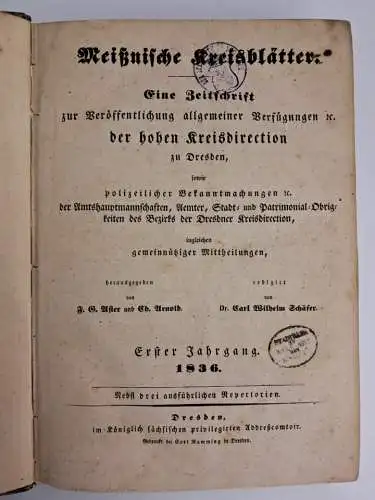 Meißnische Kreisblätter.
Eine Zeitschrift
zur Veröffentlichung allgemeiner Verfügungen ꝛc.
der hohen Kreisdirection
zu Dresden,
sowie
polizeilicher Bekanntmachungen ꝛc.
der Amtshauptmannschaften, Aemter, Stadt- und Patrimonial-Obrig-
keiten des Bezirks der Dresdner Kreisdirection,
ingleichen
gemeinnütziger Mittheilungen,
herausgegeben
von
F. G. Aster und Ch. Arnold.
redigirt
von
Dr. Carl Wilhelm Schäfer.
Erster Jahrgang.
1836.
Nebst drei ausführlichen Repertorien.
Dresden,
im Königlich sächsischen privilegirten Addreßcomtoir.
Gedruckt bei Carl Ramming in Dresden.